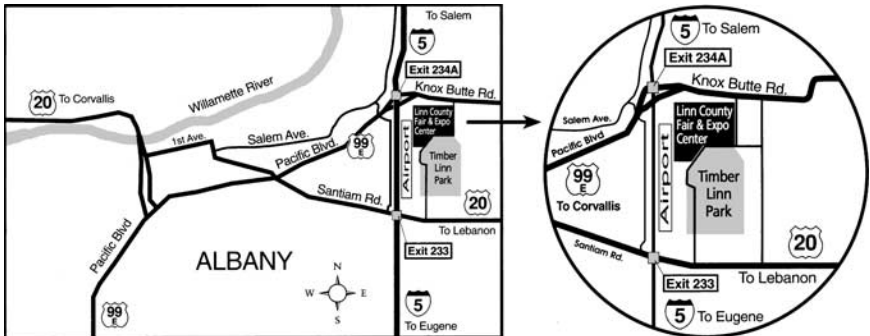 5
To Salem
Exit 234A
20
To Corvallis
Willamette River
Knox Butte Rd.
1st Ave.
Salem Ave.
Pacific Blvd.
99
E
Airport
Linn County
Fair & Expo
Center
Timber
Linn
Park
Santiam Rd.
20
To Lebanon
Exit 233
Pacific Blvd
ALBANY
N
W
E
S
99
E
5
To Eugene
5
To Salem
Exit 234A
Knox Butte Rd.
Linn County
Fair & Expo
Center
Pacific Blvd.
99
E
To Corvallis
Airport
Timber
Linn
Park
Santiam Rd.
20
To Lebanon
Exit 233
5
To Eugene